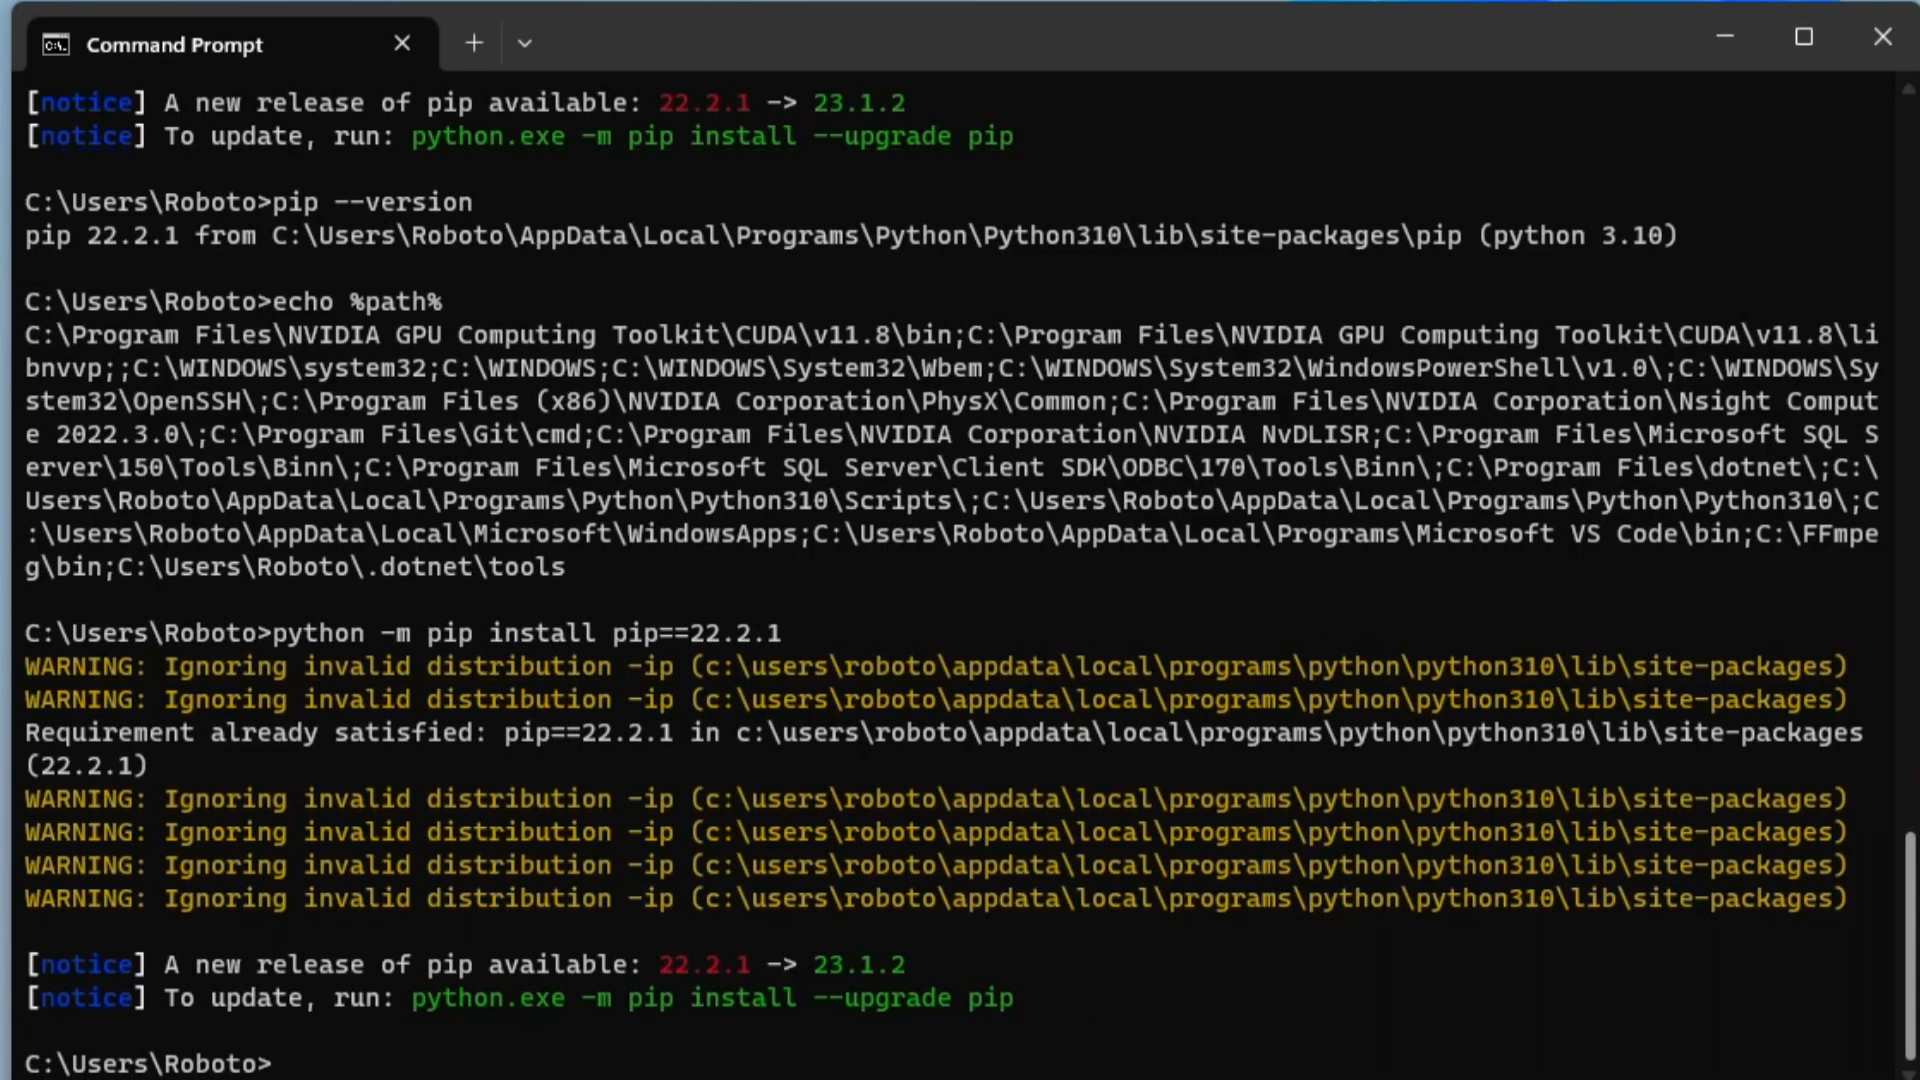 Command Prompt
[notice] A new release of pip available: 22.2.1 -> 23.1.2
[notice] To update, run: python.exe -m pip install --upgrade pip
C:\Users\Roboto>pip --version
pip 22.2.1 from C:\Users\Roboto\AppData\Local\Programs\Python\Python310\lib\site-packages\pip (python 3.10)
C:\Users\Roboto>echo %path%
C:\Program Files\NVIDIA GPU Computing Toolkit\CUDA\v11.8\bin;C:\Program Files\NVIDIA GPU Computing Toolkit\CUDA\v11.8\li
bnvvp;;C:\WINDOWS\system32;C:\WINDOWS;C:\WINDOWS\System32\Wbem;C:\WINDOWS\System32\WindowsPowerShell\v1.0\;C:\WINDOWS\Sy
stem32\OpenSSH\;C:\Program Files (x86)\NVIDIA Corporation\PhysX\Common;C:\Program Files\NVIDIA Corporation\Nsight Comput
e 2022.3.0\;C:\Program Files\Git\cmd;C:\Program Files\NVIDIA Corporation\NVIDIA NvDLISR;C:\Program Files\Microsoft SQL S
erver\150\Tools\Binn\;C:\Program Files\Microsoft SQL Server\Client SDK\ODBC\170\Tools\Binn\;C:\Program Files\dotnet\;C:\
Users\Roboto\AppData\Local\Programs\Python\Python310\Scripts\;C:\Users\Roboto\AppData\Local\Programs\Python\Python310\;C
:\Users\Roboto\AppData\Local\Microsoft\WindowsApps;C:\Users\Roboto\AppData\Local\Programs\Microsoft VS Code\bin;C:\FFmpe
g\bin;C:\Users\Roboto\.dotnet\tools
C:\Users\Roboto>python -m pip install pip==22.2.1
WARNING: Ignoring invalid distribution -ip (c:\users\roboto\appdata\local\programs\python\python310\lib\site-packages)
WARNING: Ignoring invalid distribution -ip (c:\users\roboto\appdata\local\programs\python\python310\lib\site-packages)
Requirement already satisfied: pip==22.2.1 in c:\users\roboto\appdata\local\programs\python\python310\lib\site-packages
(22.2.1)
WARNING: Ignoring invalid distribution -ip (c:\users\roboto\appdata\local\programs\python\python310\lib\site-packages)
WARNING: Ignoring invalid distribution -ip (c:\users\roboto\appdata\local\programs\python\python310\lib\site-packages)
WARNING: Ignoring invalid distribution -ip (c:\users\roboto\appdata\local\programs\python\python310\lib\site-packages)
WARNING: Ignoring invalid distribution -ip (c:\users\roboto\appdata\local\programs\python\python310\lib\site-packages)
[notice] A new release of pip available: 22.2.1 -> 23.1.2
[notice] To update, run: python.exe -m pip install --upgrade pip
C:\Users\Roboto>